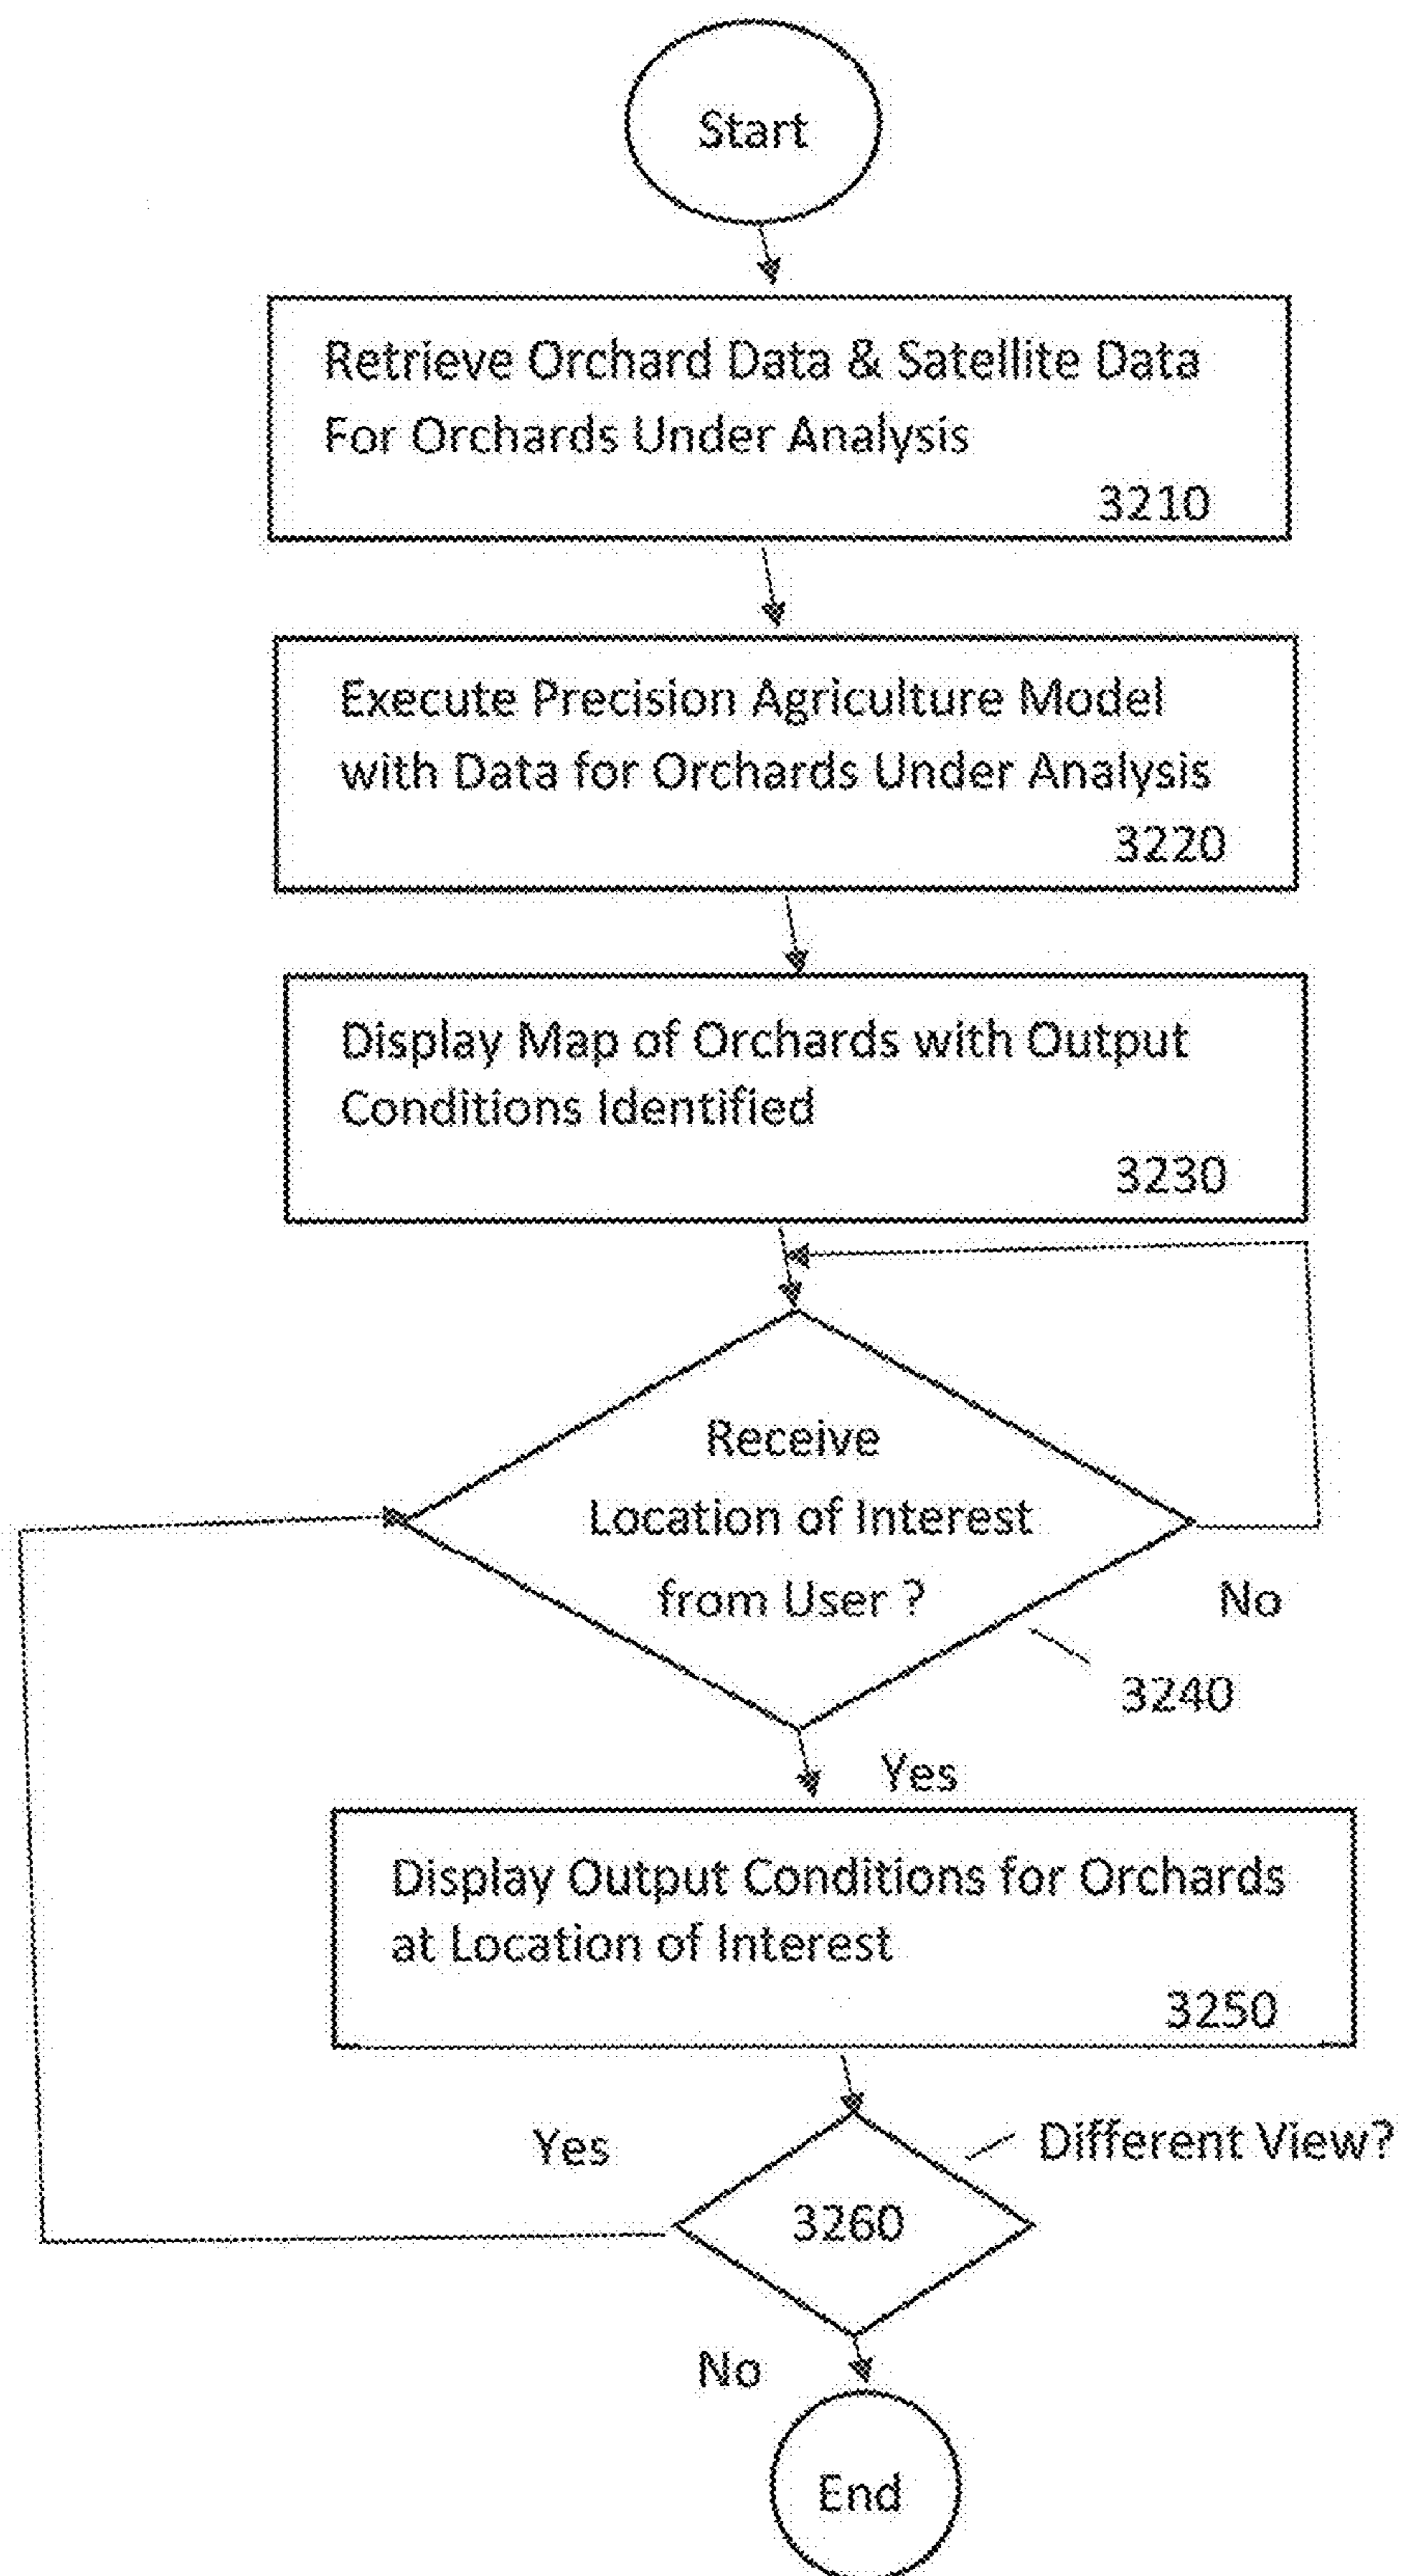 Start
Retrieve Orchard Data & Satellite Data
For Orchards Under Analysis
3210
Execute Precision Agriculture Model
with Data for Orchards Under Analysis
3220
Display Map of Orchards with Output
Conditions Identified
3230
Receive
Location of Interest
from User ?
No
3240
Yes
Display Output Conditions for Orchards
at Location of Interest
3250
Yes
Different View?
3260
No
End